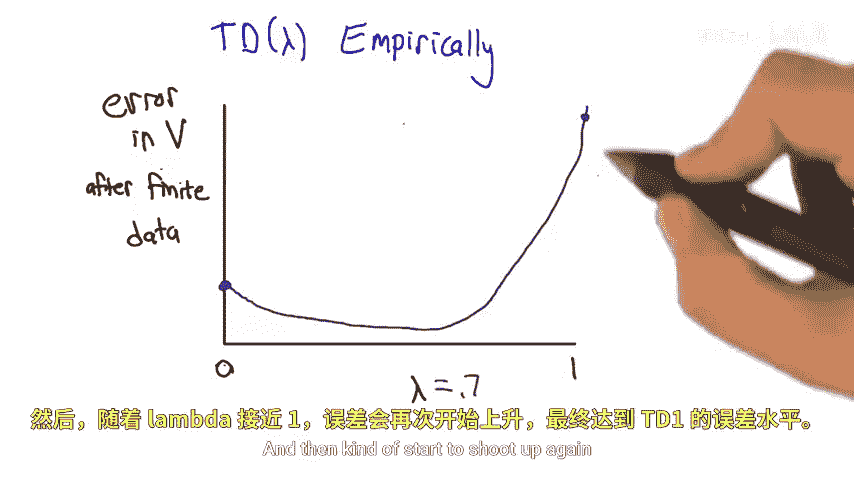 TD(λ) Empirically
error
in V
after finite
data
0
λ=.7
1
然后，随着 lambda 接近 1，误差会再次开始上升，最终达到 TD1 的误差水平。
And then kind of start to shoot up again